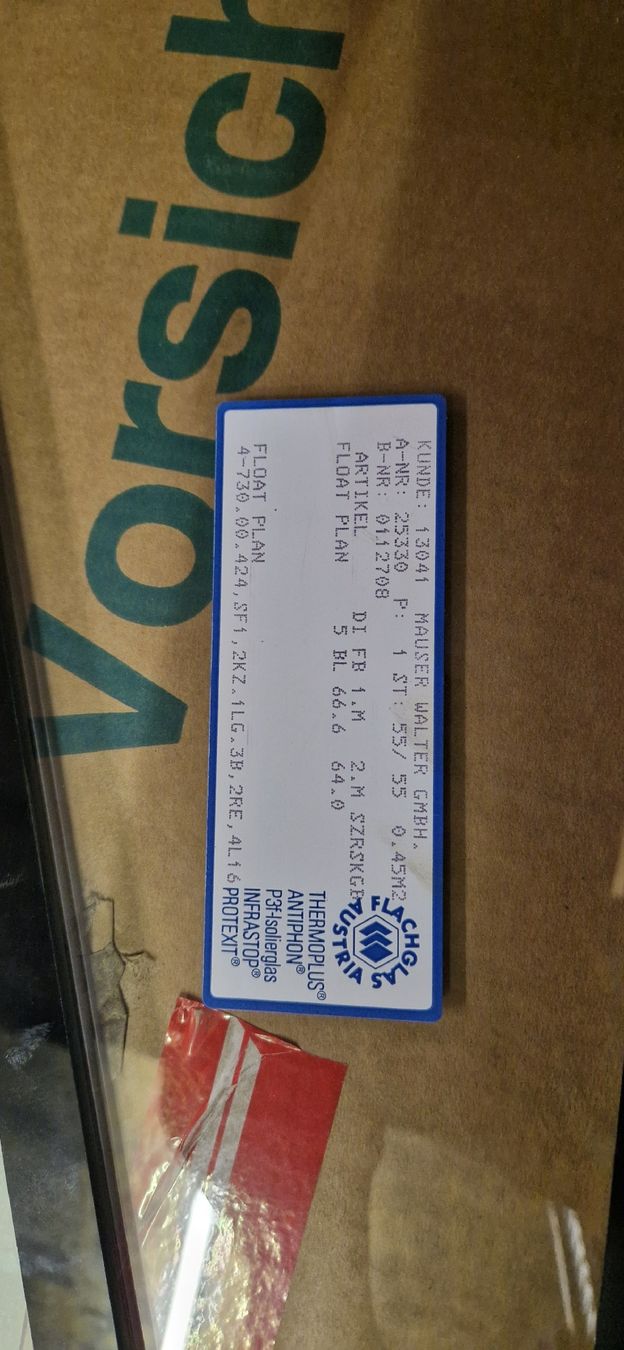 Vorsich
KUNDE: 13041 MAUSER WALTER GMBH.
A-NR: 25330 P: 1 ST: 55/ 55 0.45M2
B-NR: 0112708
ARTIKEL DI FB 1.M 2.M SZRSKGB
FLOAT PLAN 5 BL 66.6 64.0
FLOAT PLAN
4-730.00.424,SF1,2KZ.1LG.3B,2RE,4L16
FLACHGLAS
AUSTRIA
THERMOPLUS®
ANTIPHON®
P3f-Isolierglas
INFRASTOP®
PROTEXIT®